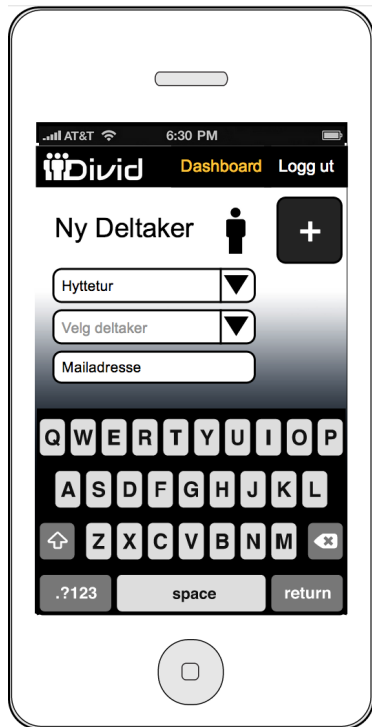 AT&T 6:30 PM
Divid Dashboard Logg ut
Ny Deltaker +
Hyttetur
Velg deltaker
Mailadresse
Q W E R T Y U I O P
A S D F G H J K L
Z X C V B N M
.?123 space return